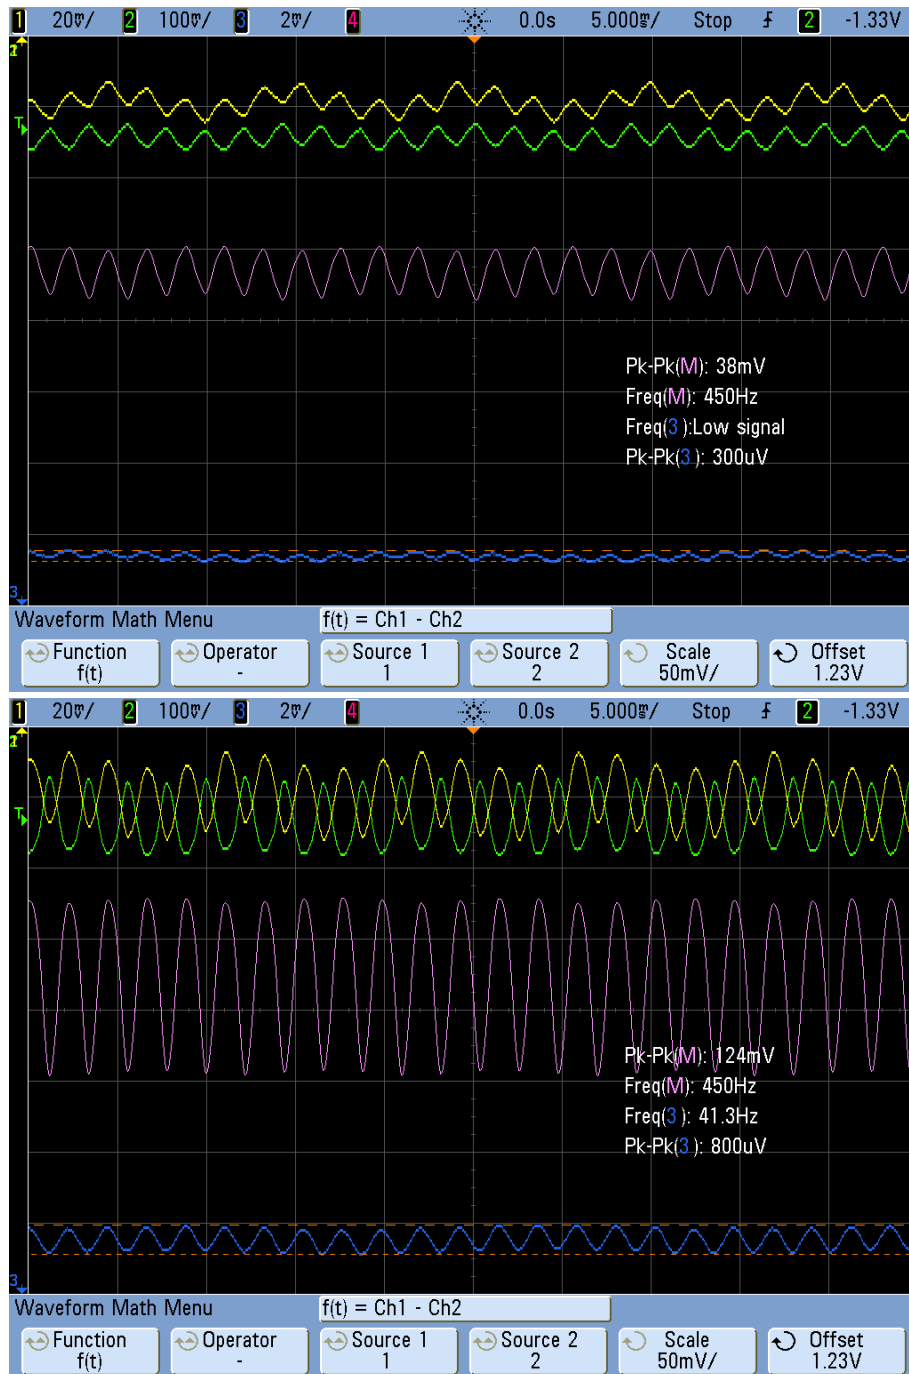 1 20mV/ 2 100mV/ 3 2mV/ 4 0.0s 5.000ms/ Stop 2 -1.33V
T
Pk-Pk(M): 38mV
Freq(M): 450Hz
Freq(3):Low signal
Pk-Pk(3): 300uV
3
Waveform Math Menu f(t) = Ch1 - Ch2
Function Operator Source 1 Source 2 Scale Offset
f(t) - 1 2 50mV/ 1.23V
1 20mV/ 2 100mV/ 3 2mV/ 4 0.0s 5.000ms/ Stop 2 -1.33V
T
Pk-Pk(M): 124mV
Freq(M): 450Hz
Freq(3): 41.3Hz
Pk-Pk(3): 800uV
3
Waveform Math Menu f(t) = Ch1 - Ch2
Function Operator Source 1 Source 2 Scale Offset
f(t) - 1 2 50mV/ 1.23V